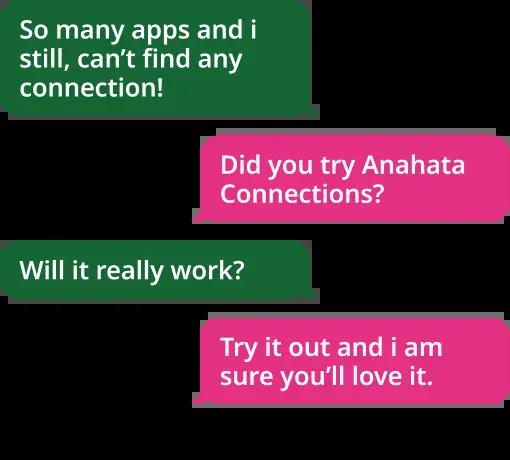 So many apps and i
still, can’t find any
connection!
Did you try Anahata
Connections?
Will it really work?
Try it out and i am
sure you’ll love it.